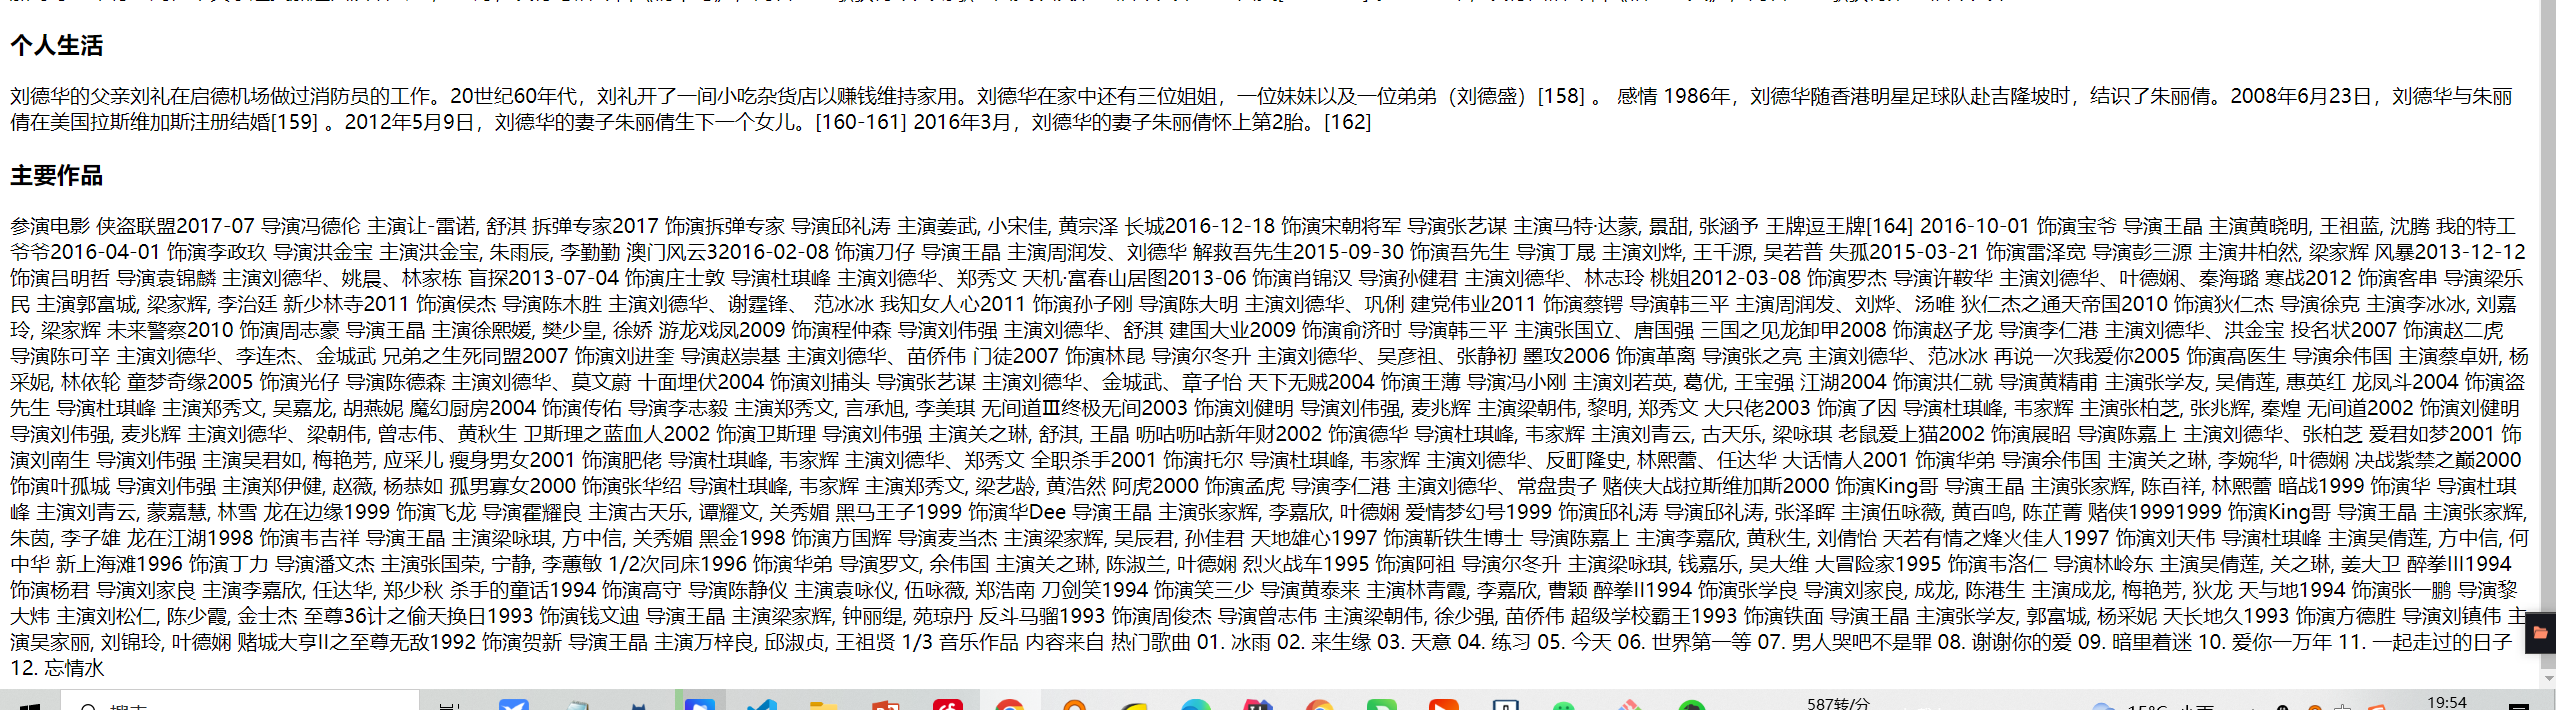 个人生活
刘德华的父亲刘礼在启德机场做过消防员的工作。20世纪60年代，刘礼开了一间小吃杂货店以赚钱维持家用。刘德华在家中还有三位姐姐，一位妹妹以及一位弟弟（刘德盛）[158] 。 感情 1986年，刘德华随香港明星足球队赴吉隆坡时，结识了朱丽倩。2008年6月23日，刘德华与朱丽
倩在美国拉斯维加斯注册结婚[159] 。2012年5月9日，刘德华的妻子朱丽倩生下一个女儿。[160-161] 2016年3月，刘德华的妻子朱丽倩怀上第2胎。[162]
主要作品
参演电影 侠盗联盟2017-07 导演冯德伦 主演让-雷诺, 舒淇 拆弹专家2017 饰演拆弹专家 导演邱礼涛 主演姜武, 小宋佳, 黄宗泽 长城2016-12-18 饰演宋朝将军 导演张艺谋 主演马特·达蒙, 景甜, 张涵予 王牌逗王牌[164] 2016-10-01 饰演宝爷 导演王晶 主演黄晓明, 王祖蓝, 沈腾 我的特工
爷爷2016-04-01 饰演李政玖 导演洪金宝 主演洪金宝, 朱雨辰, 李勤勤 澳门风云32016-02-08 饰演刀仔 导演王晶 主演周润发、刘德华 解救吾先生2015-09-30 饰演吾先生 导演丁晟 主演刘烨, 王千源, 吴若普 失孤2015-03-21 饰演雷泽宽 导演彭三源 主演井柏然, 梁家辉 风暴2013-12-12
饰演吕明哲 导演袁锦麟 主演刘德华、姚晨、林家栋 盲探2013-07-04 饰演庄士敦 导演杜琪峰 主演刘德华、郑秀文 天机·富春山居图2013-06 饰演肖锦汉 导演孙健君 主演刘德华、林志玲 桃姐2012-03-08 饰演罗杰 导演许鞍华 主演刘德华、叶德娴、秦海璐 寒战2012 饰演客串 导演梁乐
民 主演郭富城, 梁家辉, 李治廷 新少林寺2011 饰演侯杰 导演陈木胜 主演刘德华、谢霆锋、 范冰冰 我知女人心2011 饰演孙子刚 导演陈大明 主演刘德华、巩俐 建党伟业2011 饰演蔡锷 导演韩三平 主演周润发、刘烨、汤唯 狄仁杰之通天帝国2010 饰演狄仁杰 导演徐克 主演李冰冰, 刘嘉
玲, 梁家辉 未来警察2010 饰演周志豪 导演王晶 主演徐熙媛, 樊少皇, 徐娇 游龙戏凤2009 饰演程仲森 导演刘伟强 主演刘德华、舒淇 建国大业2009 饰演俞济时 导演韩三平 主演张国立、唐国强 三国之见龙卸甲2008 饰演赵子龙 导演李仁港 主演刘德华、洪金宝 投名状2007 饰演赵二虎
导演陈可辛 主演刘德华、李连杰、金城武 兄弟之生死同盟2007 饰演刘进奎 导演赵崇基 主演刘德华、苗侨伟 门徒2007 饰演林昆 导演尔冬升 主演刘德华、吴彦祖、张静初 墨攻2006 饰演革离 导演张之亮 主演刘德华、范冰冰 再说一次我爱你2005 饰演高医生 导演余伟国 主演蔡卓妍, 杨
采妮, 林依轮 童梦奇缘2005 饰演光仔 导演陈德森 主演刘德华、莫文蔚 十面埋伏2004 饰演刘捕头 导演张艺谋 主演刘德华、金城武、章子怡 天下无贼2004 饰演王薄 导演冯小刚 主演刘若英, 葛优, 王宝强 江湖2004 饰演洪仁就 导演黄精甫 主演张学友, 吴倩莲, 惠英红 龙凤斗2004 饰演盗
先生 导演杜琪峰 主演郑秀文, 吴嘉龙, 胡燕妮 魔幻厨房2004 饰演传佑 导演李志毅 主演郑秀文, 言承旭, 李美琪 无间道Ⅲ终极无间2003 饰演刘健明 导演刘伟强, 麦兆辉 主演梁朝伟, 黎明, 郑秀文 大只佬2003 饰演了因 导演杜琪峰, 韦家辉 主演张柏芝, 张兆辉, 秦煌 无间道2002 饰演刘健明
导演刘伟强, 麦兆辉 主演刘德华、梁朝伟, 曾志伟、黄秋生 卫斯理之蓝血人2002 饰演卫斯理 导演刘伟强 主演关之琳, 舒淇, 王晶 呖咕呖咕新年财2002 饰演德华 导演杜琪峰, 韦家辉 主演刘青云, 古天乐, 梁咏琪 老鼠爱上猫2002 饰演展昭 导演陈嘉上 主演刘德华、张柏芝 爱君如梦2001 饰
演刘南生 导演刘伟强 主演吴君如, 梅艳芳, 应采儿 瘦身男女2001 饰演肥佬 导演杜琪峰, 韦家辉 主演刘德华、郑秀文 全职杀手2001 饰演托尔 导演杜琪峰, 韦家辉 主演刘德华、反町隆史, 林熙蕾、任达华 大话情人2001 饰演华弟 导演余伟国 主演关之琳, 李婉华, 叶德娴 决战紫禁之巅2000
饰演叶孤城 导演刘伟强 主演郑伊健, 赵薇, 杨恭如 孤男寡女2000 饰演张华绍 导演杜琪峰, 韦家辉 主演郑秀文, 梁艺龄, 黄浩然 阿虎2000 饰演孟虎 导演李仁港 主演刘德华、常盘贵子 赌侠大战拉斯维加斯2000 饰演King哥 导演王晶 主演张家辉, 陈百祥, 林熙蕾 暗战1999 饰演华 导演杜琪
峰 主演刘青云, 蒙嘉慧, 林雪 龙在边缘1999 饰演飞龙 导演霍耀良 主演古天乐, 谭耀文, 关秀媚 黑马王子1999 饰演华Dee 导演王晶 主演张家辉, 李嘉欣, 叶德娴 爱情梦幻号1999 饰演邱礼涛 导演邱礼涛, 张泽晖 主演伍咏薇, 黄百鸣, 陈芷菁 赌侠19991999 饰演King哥 导演王晶 主演张家辉,
朱茵, 李子雄 龙在江湖1998 饰演韦吉祥 导演王晶 主演梁咏琪, 方中信, 关秀媚 黑金1998 饰演方国辉 导演麦当杰 主演梁家辉, 吴辰君, 孙佳君 天地雄心1997 饰演靳铁生博士 导演陈嘉上 主演李嘉欣, 黄秋生, 刘倩怡 天若有情之烽火佳人1997 饰演刘天伟 导演杜琪峰 主演吴倩莲, 方中信, 何
中华 新上海滩1996 饰演丁力 导演潘文杰 主演张国荣, 宁静, 李蕙敏 1/2次同床1996 饰演华弟 导演罗文, 余伟国 主演关之琳, 陈淑兰, 叶德娴 烈火战车1995 饰演阿祖 导演尔冬升 主演梁咏琪, 钱嘉乐, 吴大维 大冒险家1995 饰演韦洛仁 导演林岭东 主演吴倩莲, 关之琳, 姜大卫 醉拳III1994
饰演杨君 导演刘家良 主演李嘉欣, 任达华, 郑少秋 杀手的童话1994 饰演高守 导演陈静仪 主演袁咏仪, 伍咏薇, 郑浩南 刀剑笑1994 饰演笑三少 导演黄泰来 主演林青霞, 李嘉欣, 曹颖 醉拳II1994 饰演张学良 导演刘家良, 成龙, 陈港生 主演成龙, 梅艳芳, 狄龙 天与地1994 饰演张一鹏 导演黎
大炜 主演刘松仁, 陈少霞, 金士杰 至尊36计之偷天换日1993 饰演钱文迪 导演王晶 主演梁家辉, 钟丽缇, 苑琼丹 反斗马骝1993 饰演周俊杰 导演曾志伟 主演梁朝伟, 徐少强, 苗侨伟 超级学校霸王1993 饰演铁面 导演王晶 主演张学友, 郭富城, 杨采妮 天长地久1993 饰演方德胜 导演刘镇伟 主
演吴家丽, 刘锦玲, 叶德娴 赌城大亨II之至尊无敌1992 饰演贺新 导演王晶 主演万梓良, 邱淑贞, 王祖贤 1/3 音乐作品 内容来自 热门歌曲 01. 冰雨 02. 来生缘 03. 天意 04. 练习 05. 今天 06. 世界第一等 07. 男人哭吧不是罪 08. 谢谢你的爱 09. 暗里着迷 10. 爱你一万年 11. 一起走过的日子
12. 忘情水
587转/分
19:54